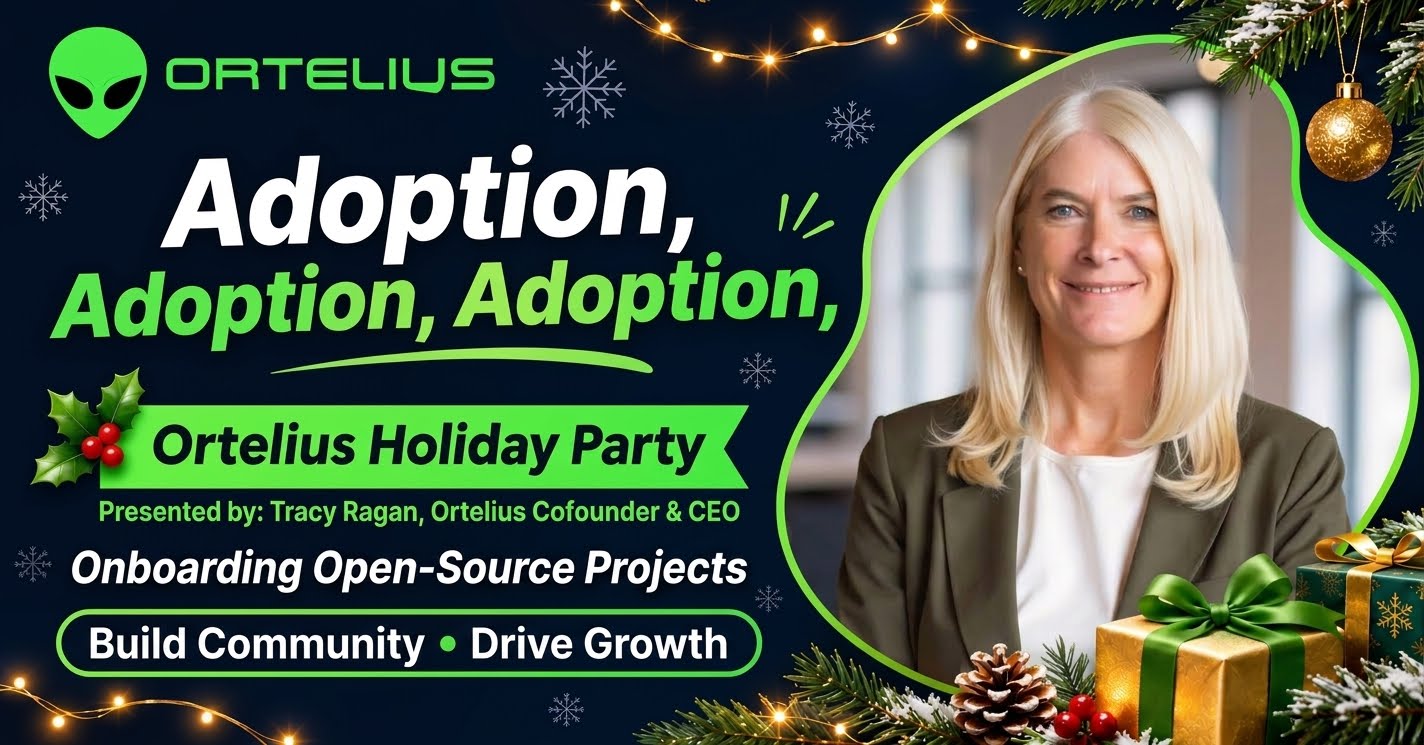 ORTELIUS
Adoption,
Adoption, Adoption,
Ortelius Holiday Party
Presented by: Tracy Ragan, Ortelius Cofounder & CEO
Onboarding Open-Source Projects
Build Community • Drive Growth